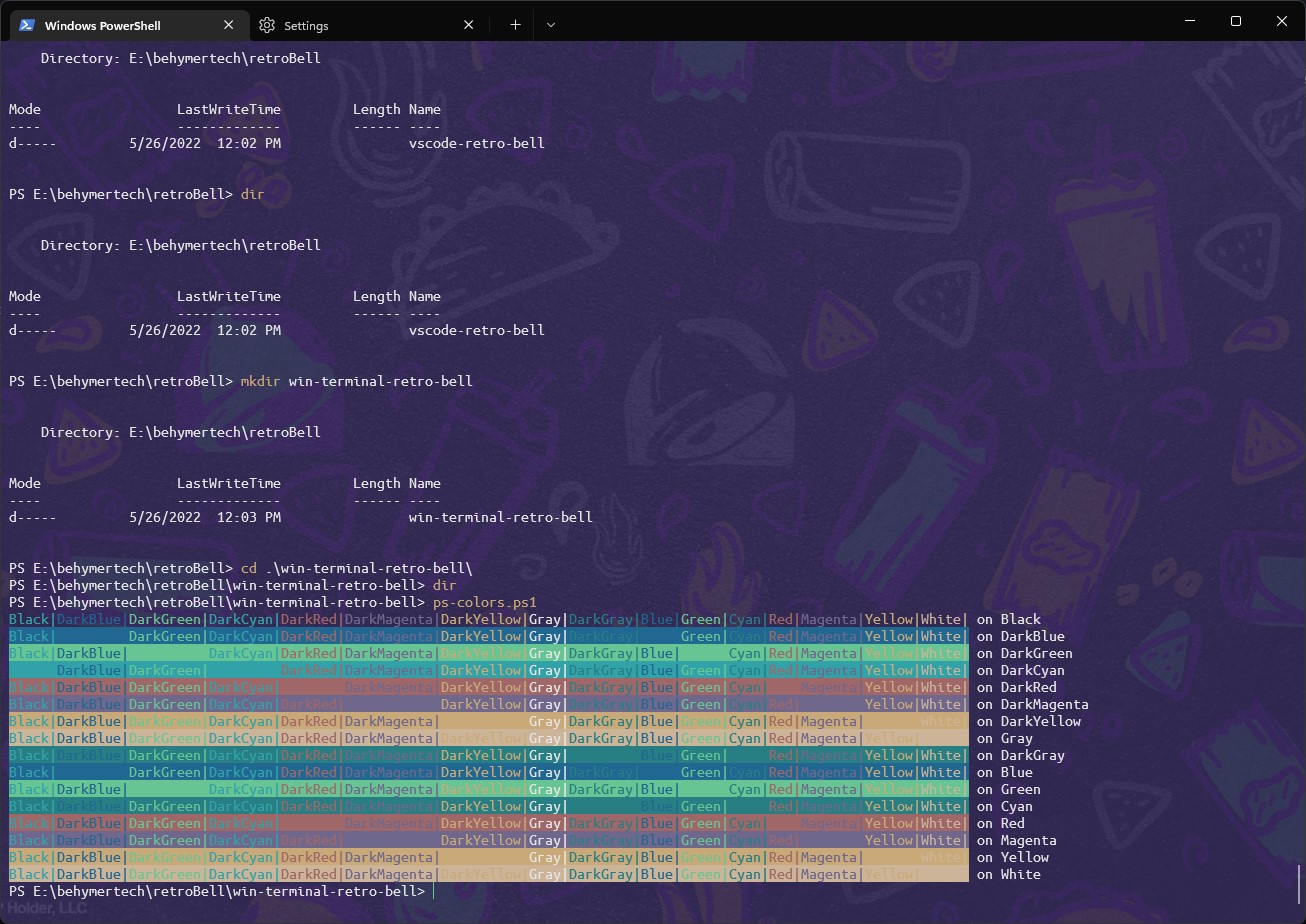 Windows PowerShell
Settings
    Directory: E:\behymertech\retroBell
Mode                 LastWriteTime         Length Name
----                 -------------         ------ ----
d-----         5/26/2022  12:02 PM                vscode-retro-bell
PS E:\behymertech\retroBell> dir
    Directory: E:\behymertech\retroBell
Mode                 LastWriteTime         Length Name
----                 -------------         ------ ----
d-----         5/26/2022  12:02 PM                vscode-retro-bell
PS E:\behymertech\retroBell> mkdir win-terminal-retro-bell
    Directory: E:\behymertech\retroBell
Mode                 LastWriteTime         Length Name
----                 -------------         ------ ----
d-----         5/26/2022  12:03 PM                win-terminal-retro-bell
PS E:\behymertech\retroBell> cd .\win-terminal-retro-bell\
PS E:\behymertech\retroBell\win-terminal-retro-bell> dir
PS E:\behymertech\retroBell\win-terminal-retro-bell> ps-colors.ps1
Black|DarkBlue|DarkGreen|DarkCyan|DarkRed|DarkMagenta|DarkYellow|Gray|DarkGray|Blue|Green|Cyan|Red|Magenta|Yellow|White| on Black
Black|         DarkGreen|DarkCyan|DarkRed|DarkMagenta|DarkYellow|Gray|DarkGray|     Green|Cyan|Red|Magenta|Yellow|White| on DarkBlue
Black|DarkBlue|          DarkCyan|DarkRed|DarkMagenta|DarkYellow|Gray|DarkGray|Blue|      Cyan|Red|Magenta|Yellow|White| on DarkGreen
      DarkBlue|DarkGreen|         DarkRed|DarkMagenta|DarkYellow|Gray|DarkGray|Blue|Green|Cyan|Red|Magenta|Yellow|White| on DarkCyan
Black|DarkBlue|DarkGreen|DarkCyan|        DarkMagenta|DarkYellow|Gray|DarkGray|Blue|Green|Cyan|    Magenta|Yellow|White| on DarkRed
Black|DarkBlue|DarkGreen|DarkCyan|DarkRed|            DarkYellow|Gray|DarkGray|Blue|Green|Cyan|Red|        Yellow|White| on DarkMagenta
Black|DarkBlue|DarkGreen|DarkCyan|DarkRed|DarkMagenta|           Gray|DarkGray|Blue|Green|Cyan|Red|Magenta|       White| on DarkYellow
Black|DarkBlue|DarkGreen|DarkCyan|DarkRed|DarkMagenta|DarkYellow|Gray|DarkGray|Blue|Green|Cyan|Red|Magenta|Yellow| on Gray
Black|DarkBlue|DarkGreen|DarkCyan|DarkRed|DarkMagenta|DarkYellow|Gray|         Blue|Green|     Red|Magenta|Yellow|White| on DarkGray
Black|         DarkGreen|DarkCyan|DarkRed|DarkMagenta|DarkYellow|Gray|DarkGray|     Green|Cyan|Red|Magenta|Yellow|White| on Blue
Black|DarkBlue|          DarkCyan|DarkRed|DarkMagenta|DarkYellow|Gray|DarkGray|Blue|      Cyan|Red|Magenta|Yellow|White| on Green
Black|DarkBlue|DarkGreen|DarkCyan|DarkRed|DarkMagenta|DarkYellow|Gray|         Blue|Green|     Red|Magenta|Yellow|White| on Cyan
Black|DarkBlue|DarkGreen|DarkCyan|        DarkMagenta|DarkYellow|Gray|DarkGray|Blue|Green|Cyan|    Magenta|Yellow|White| on Red
Black|DarkBlue|DarkGreen|DarkCyan|DarkRed|            DarkYellow|Gray|DarkGray|Blue|Green|Cyan|Red|        Yellow|White| on Magenta
Black|DarkBlue|DarkGreen|DarkCyan|DarkRed|DarkMagenta|           Gray|DarkGray|Blue|Green|Cyan|Red|Magenta|       White| on Yellow
Black|DarkBlue|DarkGreen|DarkCyan|DarkRed|DarkMagenta|DarkYellow|Gray|DarkGray|Blue|Green|Cyan|Red|Magenta|Yellow| on White
PS E:\behymertech\retroBell\win-terminal-retro-bell>
Holder, LLC